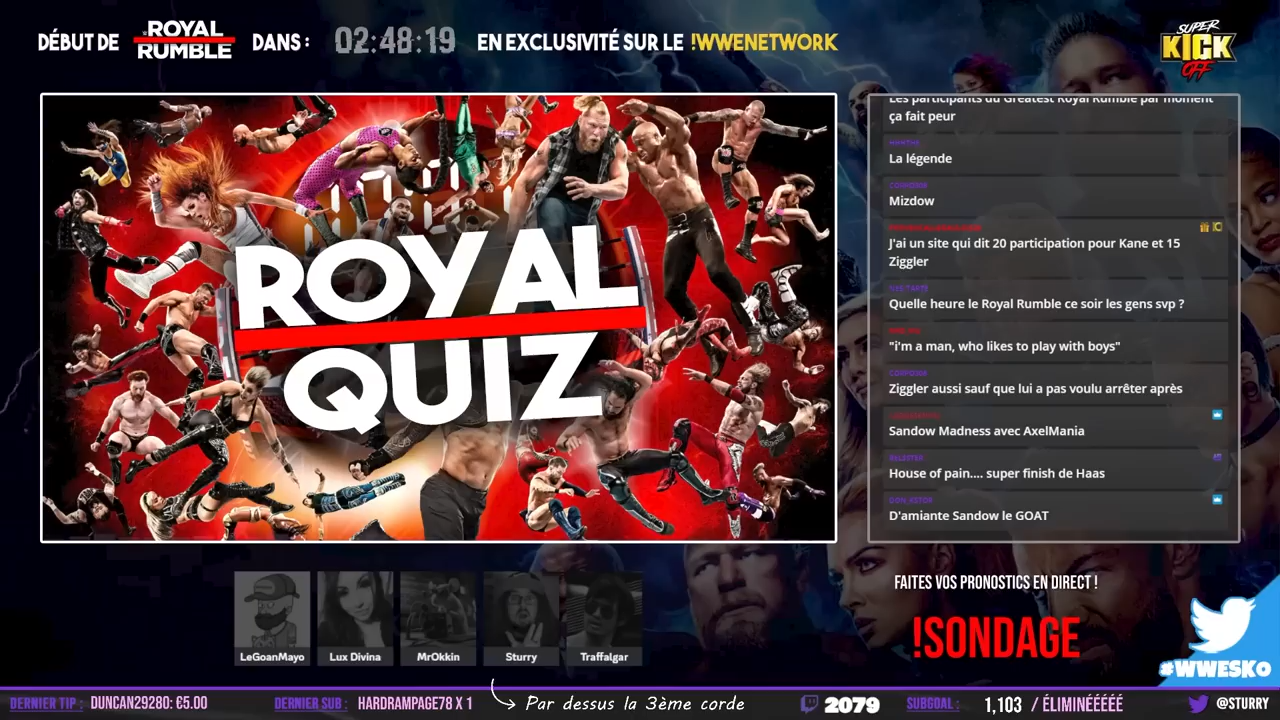 DÉBUT DE ROYAL RUMBLE DANS : 02:48:19 EN EXCLUSIVITÉ SUR LE !WWENETWORK
SUPER KICK OFF
Les participants du Greatest Royal Rumble par moment
ça fait peur
La légende
CORPO509
Mizdow
J'ai un site qui dit 20 participation pour Kane et 15
Ziggler
Quelle heure le Royal Rumble ce soir les gens svp ?
"i'm a man, who likes to play with boys"
CORPO509
Ziggler aussi sauf que lui a pas voulu arrêter après
Sandow Madness avec AxelMania
House of pain.... super finish de Haas
D'amiante Sandow le GOAT
ROYAL
QUIZ
LeGoanMayo Lux Divina MrOkkin Sturry Traffalgar
FAITES VOS PRONOSTICS EN DIRECT !
!SONDAGE
#WWESKO
DERNIER TIP : DUNCAN29280: €5.00 DERNIER SUB : HARDRAMPAGE78 X 1 Par dessus la 3ème corde 2079 SUBGOAL : 1,103 / ÉLIMINÉÉÉÉÉ @STURRY